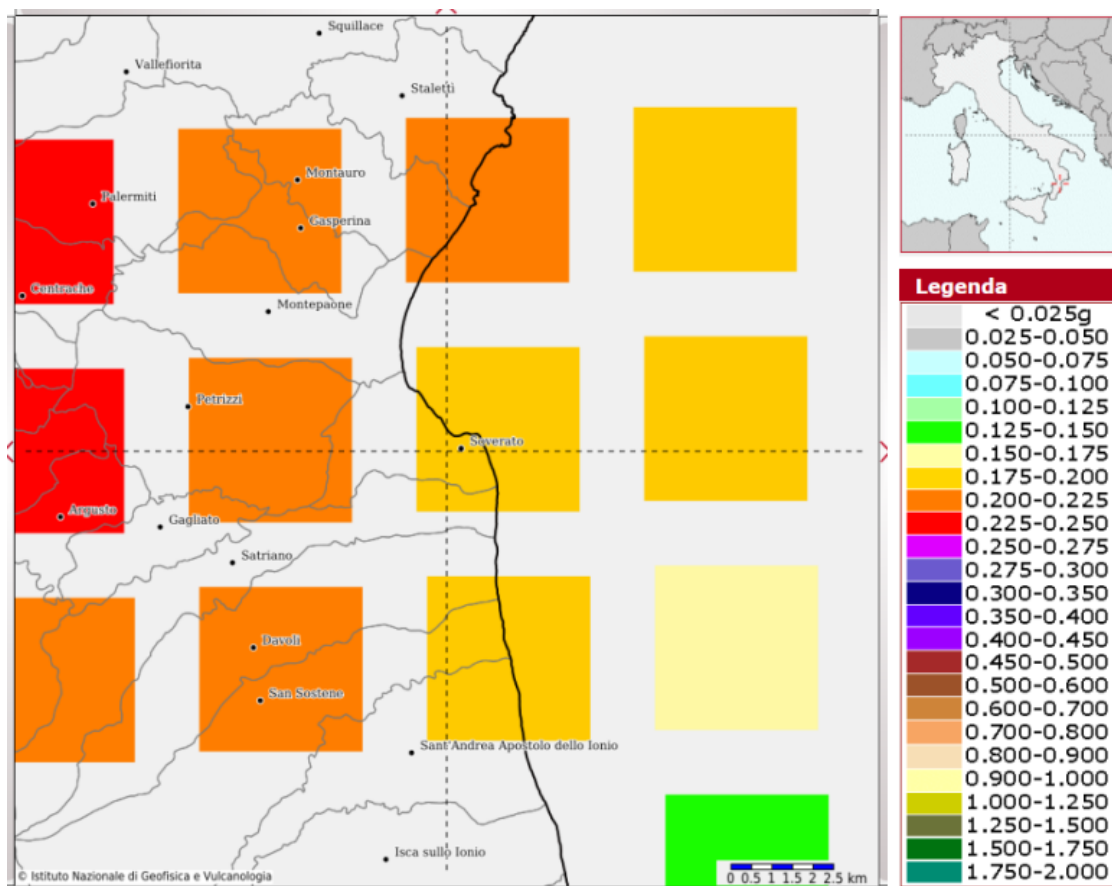 Squillace
Vallefiorita
Stalettì
Montauro
Palermiti
Gasperina
Centrache
Montepaone
Petrizzi
Soverato
Argusto
Gagliato
Satriano
Davoli
San Sostene
Sant'Andrea Apostolo dello Ionio
Isca sullo Ionio
© Istituto Nazionale di Geofisica e Vulcanologia
0 0.5 1 1.5 2 2.5 km
Legenda
< 0.025g
0.025-0.050
0.050-0.075
0.075-0.100
0.100-0.125
0.125-0.150
0.150-0.175
0.175-0.200
0.200-0.225
0.225-0.250
0.250-0.275
0.275-0.300
0.300-0.350
0.350-0.400
0.400-0.450
0.450-0.500
0.500-0.600
0.600-0.700
0.700-0.800
0.800-0.900
0.900-1.000
1.000-1.250
1.250-1.500
1.500-1.750
1.750-2.000